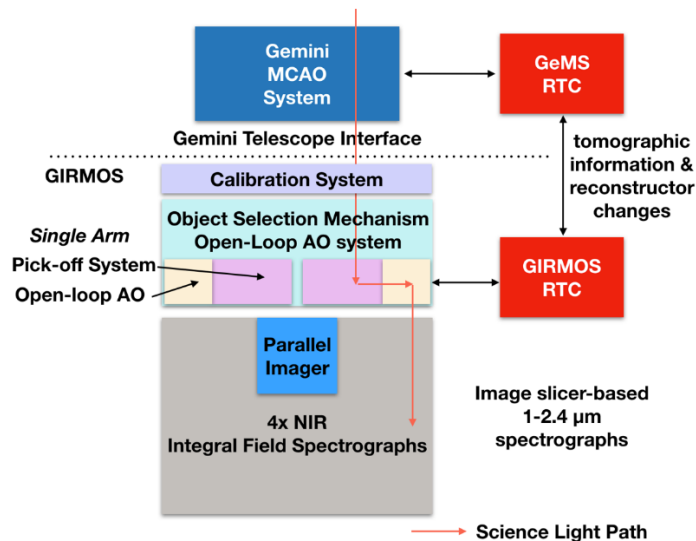 Gemini
MCAO
System
GeMS
RTC
Gemini Telescope Interface
tomographic
information &
reconstructor
changes
GIRMOS
Calibration System
Object Selection Mechanism
Open-Loop AO system
Single Arm
Pick-off System
Open-loop AO
GIRMOS
RTC
Parallel
Imager
4x NIR
Integral Field Spectrographs
Image slicer-based
1-2.4 µm
spectrographs
Science Light Path